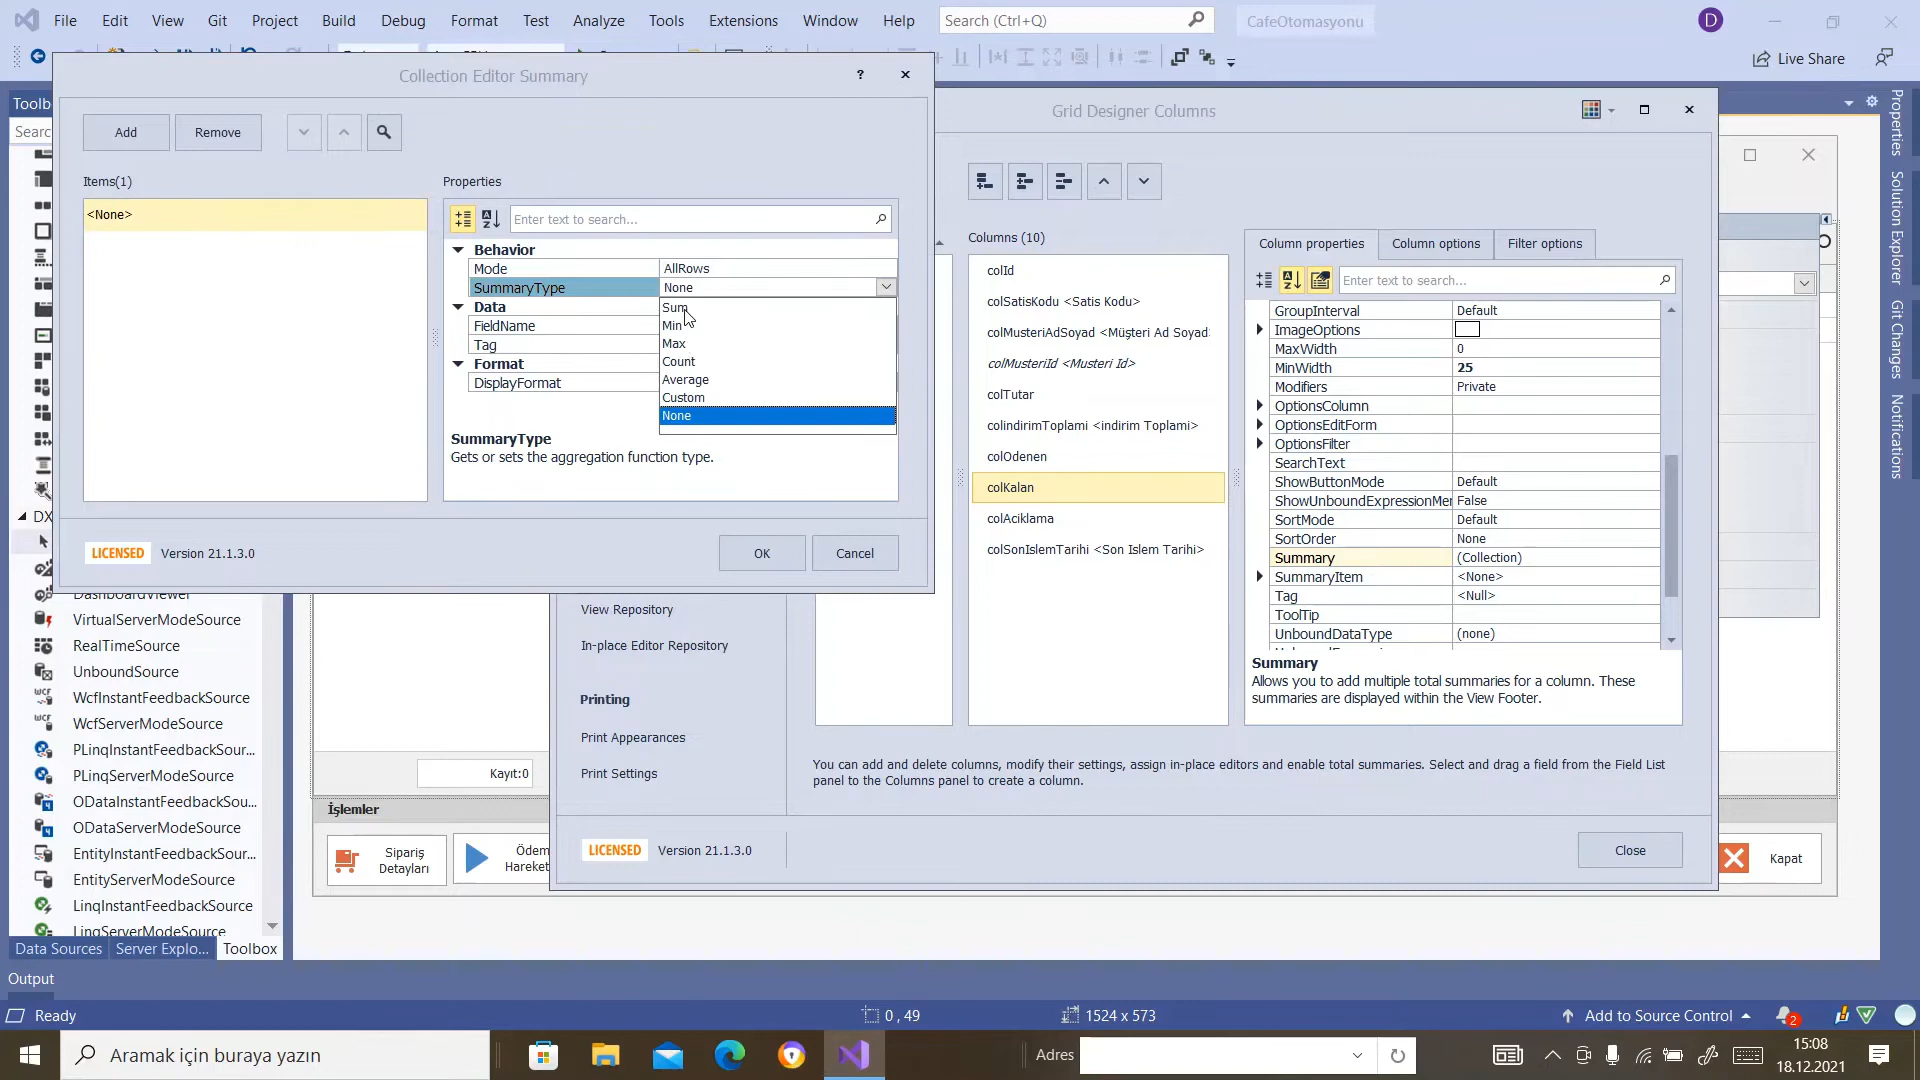 File Edit View Git Project Build Debug Format Test Analyze Tools Extensions Window Help Search (Ctrl+Q) CafeOtomasyonu D
Live Share
Collection Editor Summary
?
Add Remove
Items(1)
<None>
Properties
Enter text to search...
Behavior
Mode AllRows
SummaryType None
Data
FieldName
Tag
Format
DisplayFormat
Sum
Min
Max
Count
Average
Custom
None
SummaryType
Gets or sets the aggregation function type.
LICENSED Version 21.1.3.0
OK Cancel
Grid Designer Columns
Columns (10)
colId
colSatisKodu <Satis Kodu>
colMusteriAdSoyad <Müşteri Ad Soyad>
colMusteriId <Musteri Id>
colTutar
colindirimToplami <indirim Toplami>
colOdenen
colKalan
colAciklama
colSonIslemTarihi <Son Islem Tarihi>
Column properties Column options Filter options
Enter text to search...
GroupInterval Default
ImageOptions
MaxWidth 0
MinWidth 25
Modifiers Private
OptionsColumn
OptionsEditForm
OptionsFilter
SearchText
ShowButtonMode Default
ShowUnboundExpressionMer False
SortMode Default
SortOrder None
Summary (Collection)
SummaryItem <None>
Tag <Null>
ToolTip
UnboundDataType (none)
Summary
Allows you to add multiple total summaries for a column. These
summaries are displayed within the View Footer.
View Repository
In-place Editor Repository
Printing
Print Appearances
Print Settings
You can add and delete columns, modify their settings, assign in-place editors and enable total summaries. Select and drag a field from the Field List
panel to the Columns panel to create a column.
LICENSED Version 21.1.3.0
Close
Toolb
Searc
DX
DashboardViewer
VirtualServerModeSource
RealTimeSource
UnboundSource
WcfInstantFeedbackSource
WcfServerModeSource
PLinqInstantFeedbackSour...
PLinqServerModeSource
ODataInstantFeedbackSou...
ODataServerModeSource
EntityInstantFeedbackSour...
EntityServerModeSource
LinqInstantFeedbackSource
LinqServerModeSource
Data Sources Server Explo... Toolbox
Kayıt:0
İşlemler
Sipariş
Detayları
Ödem
Hareket
Kapat
Properties
Solution Explorer
Git Changes
Notifications
Output
Ready 0 , 49 1524 x 573 Add to Source Control 2
Aramak için buraya yazın
Adres
15:08
18.12.2021